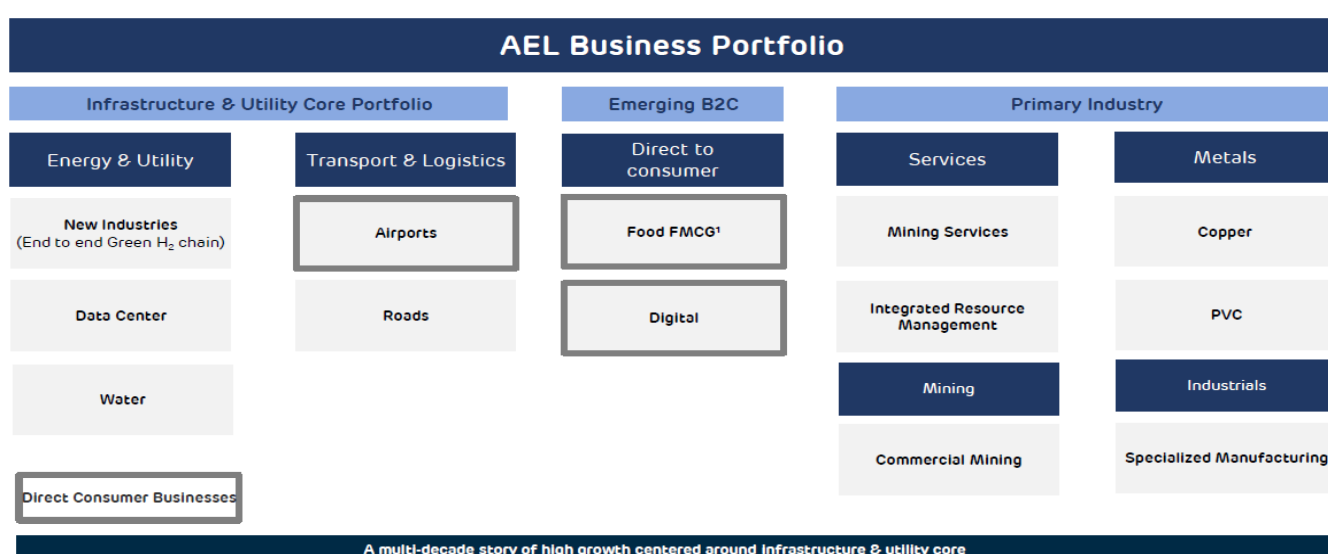 AEL Business Portfolio
Infrastructure & Utility Core Portfolio
Emerging B2C
Primary Industry
Energy & Utility
Transport & Logistics
Direct to
consumer
Services
Metals
New Industries
(End to end Green H₂ chain)
Airports
Food FMCG¹
Mining Services
Copper
Data Center
Roads
Digital
Integrated Resource
Management
PVC
Water
Mining
Industrials
Commercial Mining
Specialized Manufacturing
Direct Consumer Businesses
A multi-decade story of high growth centered around infrastructure & utility core